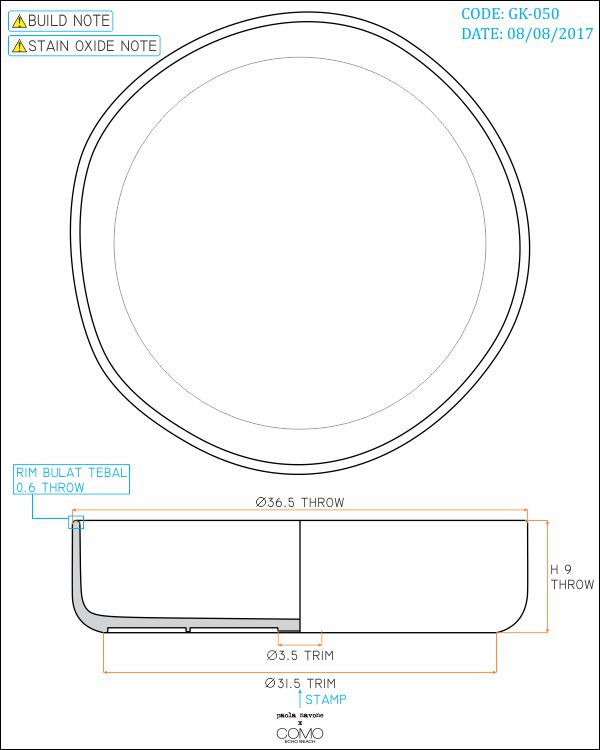 BUILD NOTE
STAIN OXIDE NOTE
CODE: GK-050
DATE: 08/08/2017
RIM BULAT TEBAL
0.6 THROW
Ø36.5 THROW
H 9
THROW
Ø3.5 TRIM
Ø31.5 TRIM
STAMP
paola navone
x
COMO
ECHO BEACH